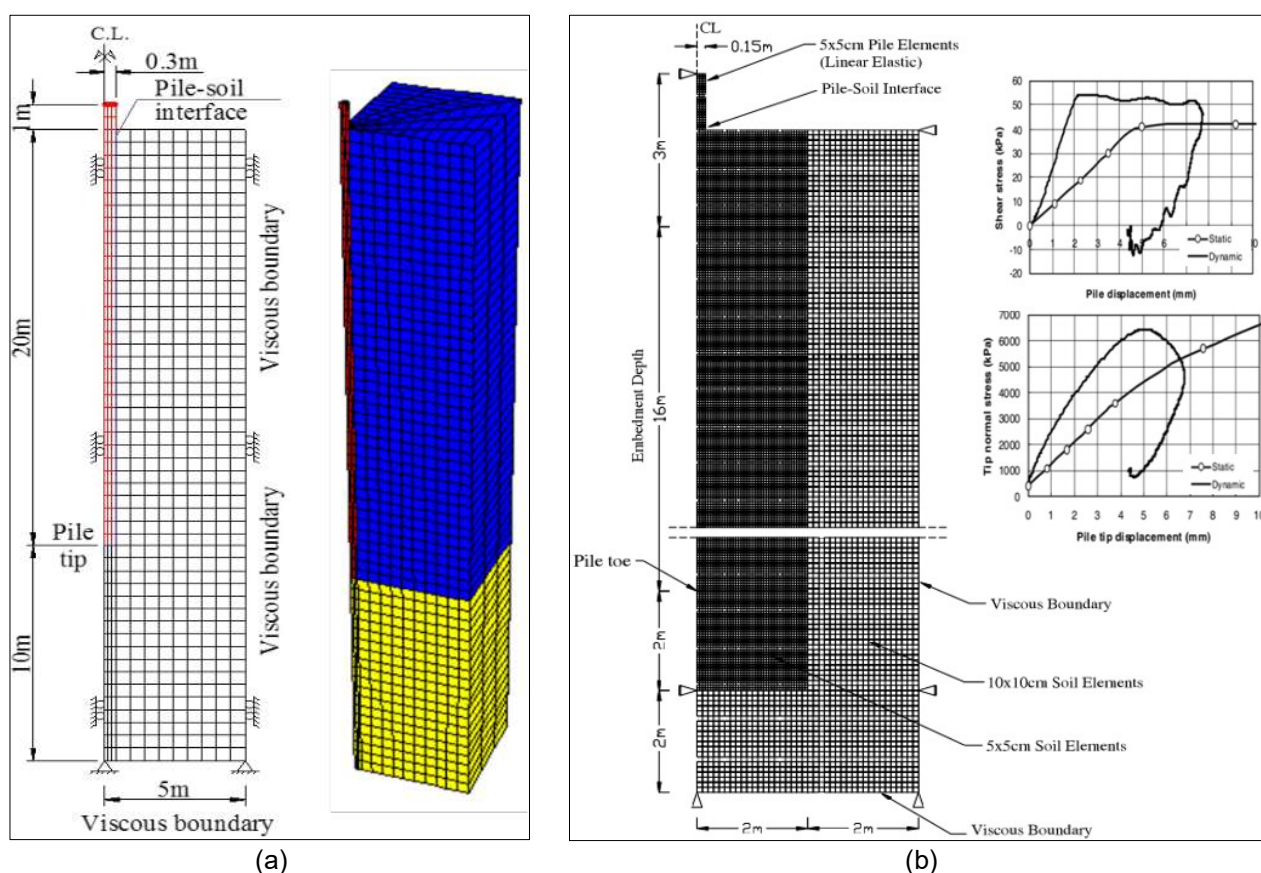 C.L.
0.3m
Pile-soil
interface
1m
20m
Viscous boundary
Pile
tip
Viscous boundary
10m
5m
Viscous boundary
(a)
CL
0.15m
5x5cm Pile Elements
(Linear Elastic)
Pile-Soil Interface
3m
Embedment Depth
16m
Pile toe
2m
2m
Viscous Boundary
10x10cm Soil Elements
5x5cm Soil Elements
2m
2m
Viscous Boundary
Shear stress (kPa)
60
50
40
30
20
10
0
-10
-20
0 1 2 3 4 5 6 7 8 9 10
Static
Dynamic
Pile displacement (mm)
Tip normal stress (kPa)
7000
6000
5000
4000
3000
2000
1000
0
0 1 2 3 4 5 6 7 8 9 10
Static
Dynamic
Pile tip displacement (mm)
(b)